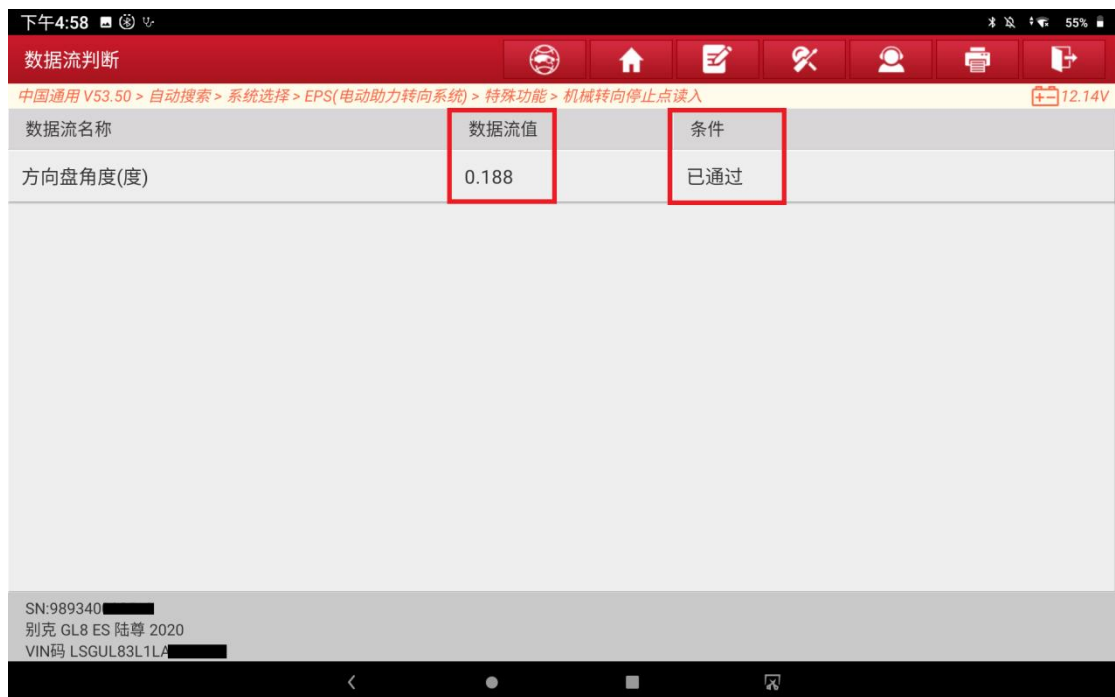 下午4:58
55%
数据流判断
中国通用 V53.50 > 自动搜索 > 系统选择 > EPS(电动助力转向系统) > 特殊功能 > 机械转向停止点读入
12.14V
数据流名称 数据流值 条件
方向盘角度(度) 0.188 已通过
SN:989340
别克 GL8 ES 陆尊 2020
VIN码 LSGUL83L1LA